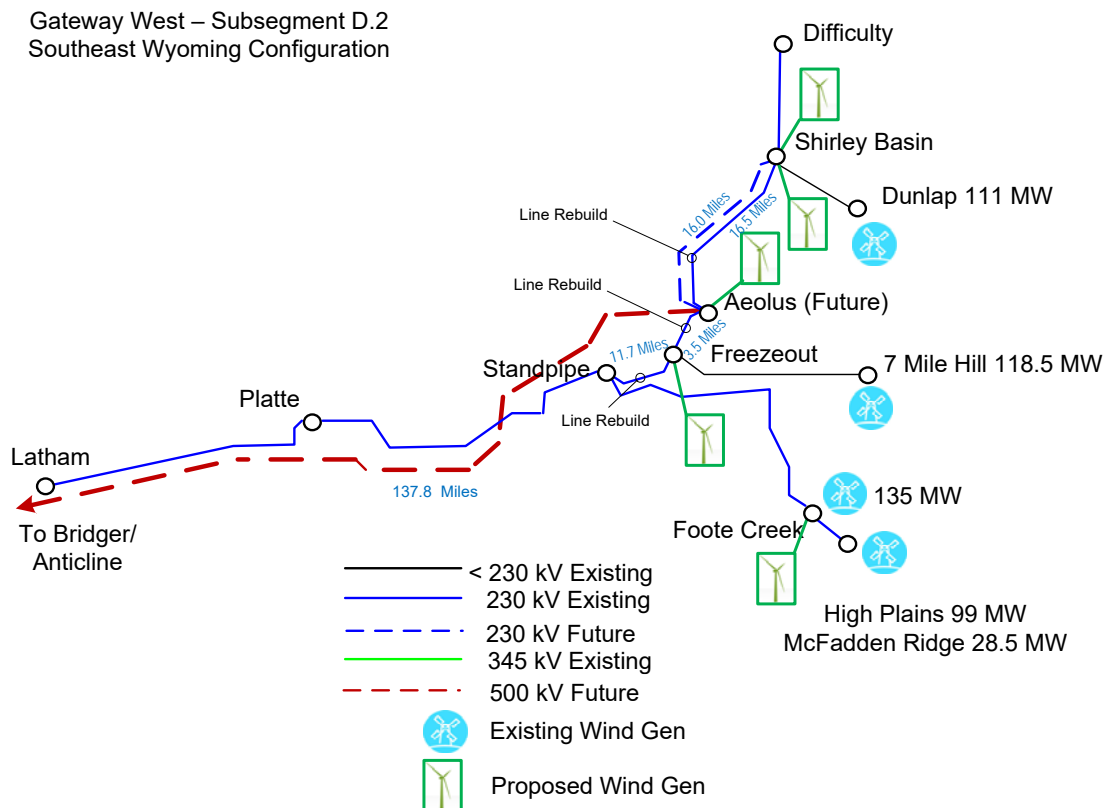 Gateway West – Subsegment D.2
Southeast Wyoming Configuration
Difficulty
Shirley Basin
Dunlap 111 MW
Line Rebuild
16.0 Miles
16.5 Miles
Line Rebuild
Aeolus (Future)
3.5 Miles
11.7 Miles
Freezeout
Standpipe
7 Mile Hill 118.5 MW
Line Rebuild
Platte
Latham
137.8 Miles
135 MW
To Bridger/
Anticline
Foote Creek
High Plains 99 MW
McFadden Ridge 28.5 MW
< 230 kV Existing
230 kV Existing
230 kV Future
345 kV Existing
500 kV Future
Existing Wind Gen
Proposed Wind Gen